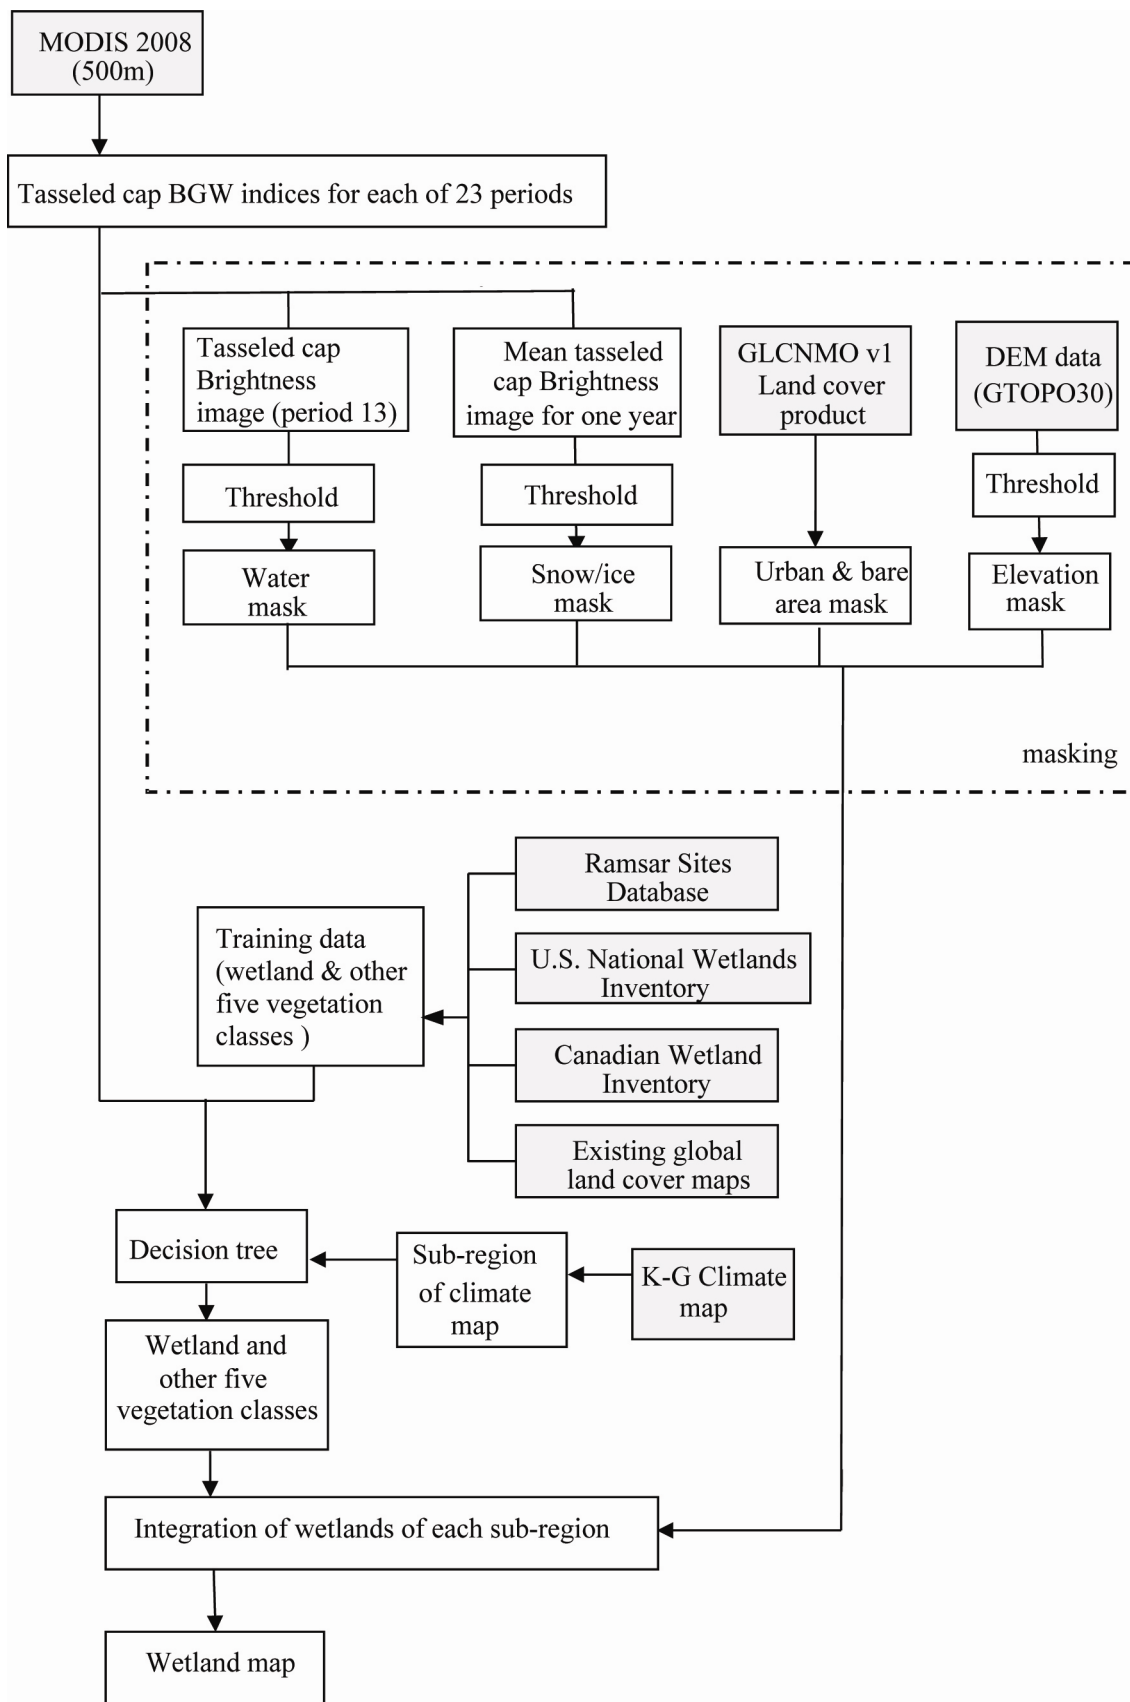 MODIS 2008
(500m)
Tasseled cap BGW indices for each of 23 periods
Tasseled cap
Brightness
image (period 13)
Mean tasseled
cap Brightness
image for one year
GLCNMO v1
Land cover
product
DEM data
(GTOPO30)
Threshold
Threshold
Threshold
Water
mask
Snow/ice
mask
Urban & bare
area mask
Elevation
mask
masking
Ramsar Sites
Database
Training data
(wetland & other
five vegetation
classes )
U.S. National Wetlands
Inventory
Canadian Wetland
Inventory
Existing global
land cover maps
Decision tree
Sub-region
of climate
map
K-G Climate
map
Wetland and
other five
vegetation classes
Integration of wetlands of each sub-region
Wetland map